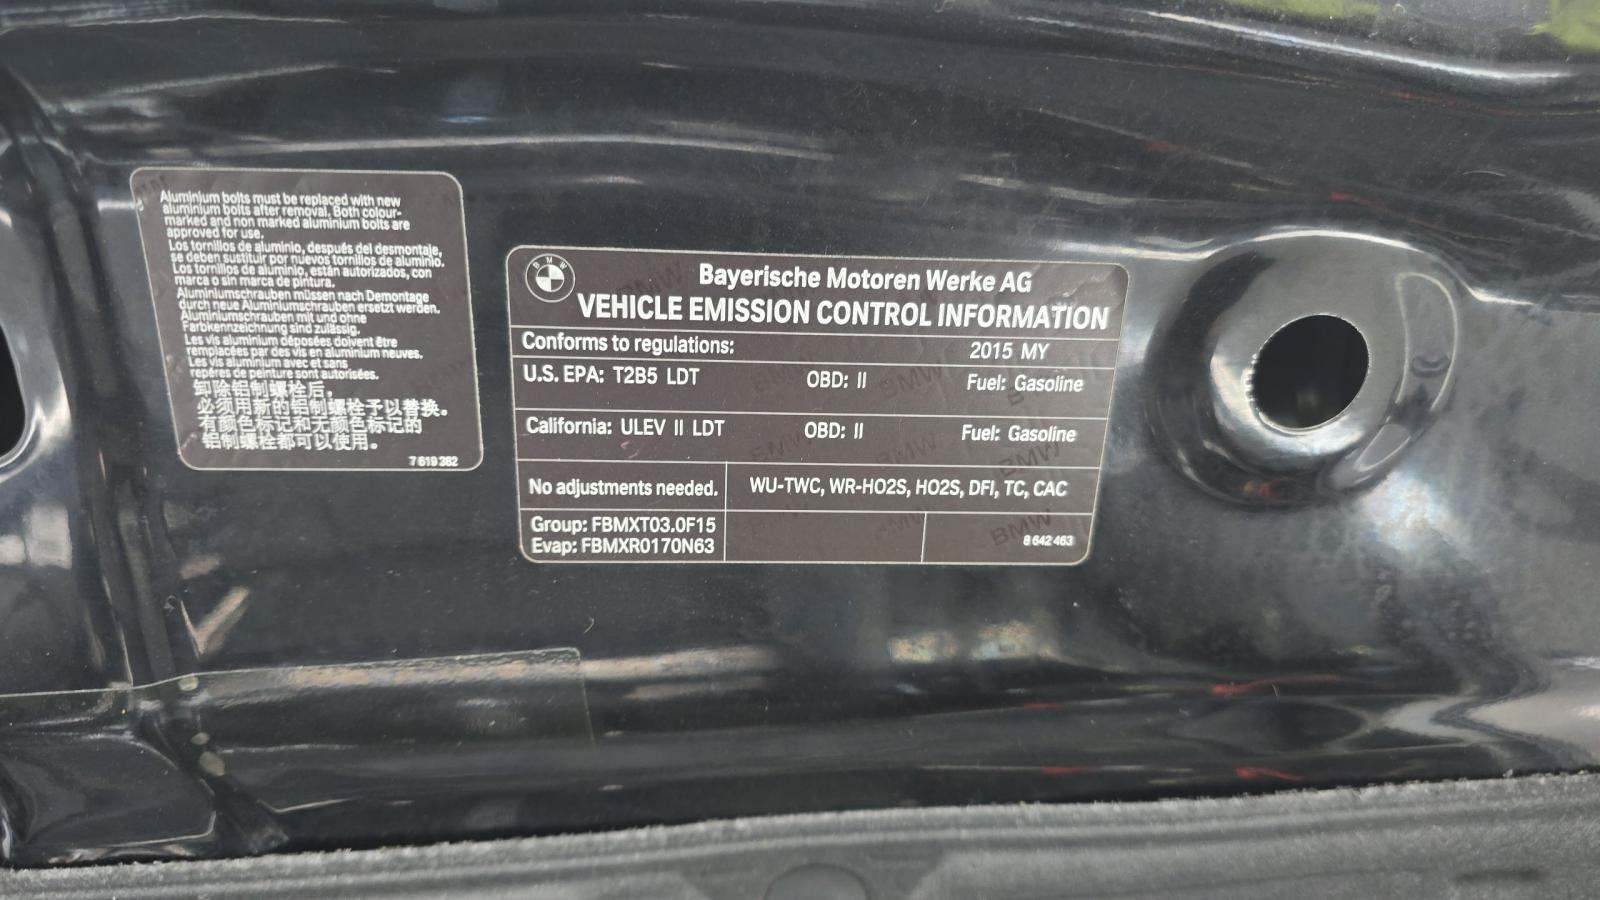 Aluminium bolts must be replaced with new
aluminium bolts after removal. Both colour-
marked and non marked aluminium bolts are
approved for use.
Los tornillos de aluminio, después del desmontaje,
se deben sustituir por nuevos tornillos de aluminio.
Los tornillos de aluminio, están autorizados, con
marca o sin marca de pintura.
Aluminiumschrauben müssen nach Demontage
durch neue Aluminiumschrauben ersetzt werden.
Aluminiumschrauben mit und ohne
Farbkennzeichnung sind zulässig.
Les vis aluminium déposées doivent être
remplacées par des vis en aluminium neuves.
Les vis aluminium avec et sans
repères de peinture sont autorisées.
卸除铝制螺栓后,
必须用新的铝制螺栓予以替换。
有颜色标记和无颜色标记的
铝制螺栓都可以使用。
7 619 362
BMW
Bayerische Motoren Werke AG
VEHICLE EMISSION CONTROL INFORMATION
Conforms to regulations: 2015 MY
U.S. EPA: T2B5 LDT OBD: II Fuel: Gasoline
California: ULEV II LDT OBD: II Fuel: Gasoline
No adjustments needed. WU-TWC, WR-HO2S, HO2S, DFI, TC, CAC
Group: FBMXT03.0F15
Evap: FBMXR0170N63
8 642 463